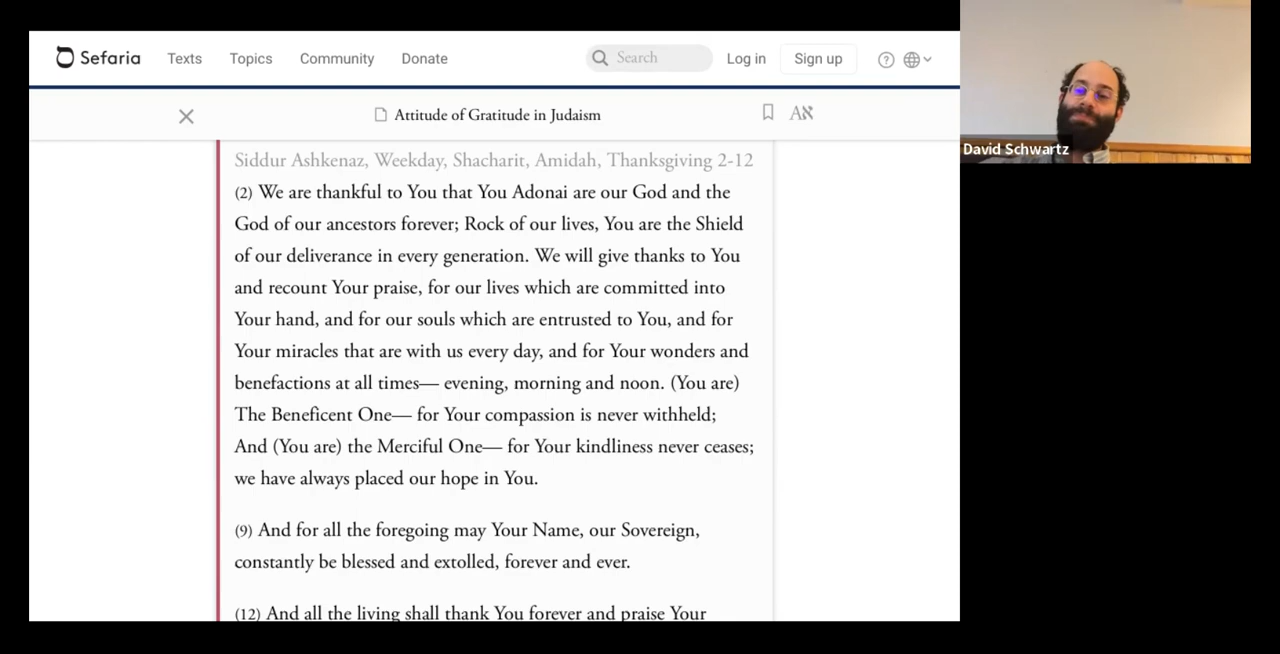 Sefaria Texts Topics Community Donate Search Log in Sign up
Attitude of Gratitude in Judaism Aא
Siddur Ashkenaz, Weekday, Shacharit, Amidah, Thanksgiving 2-12
(2) We are thankful to You that You Adonai are our God and the
God of our ancestors forever; Rock of our lives, You are the Shield
of our deliverance in every generation. We will give thanks to You
and recount Your praise, for our lives which are committed into
Your hand, and for our souls which are entrusted to You, and for
Your miracles that are with us every day, and for Your wonders and
benefactions at all times— evening, morning and noon. (You are)
The Beneficent One— for Your compassion is never withheld;
And (You are) the Merciful One— for Your kindliness never ceases;
we have always placed our hope in You.
(9) And for all the foregoing may Your Name, our Sovereign,
constantly be blessed and extolled, forever and ever.
(12) And all the living shall thank You forever and praise Your
David Schwartz